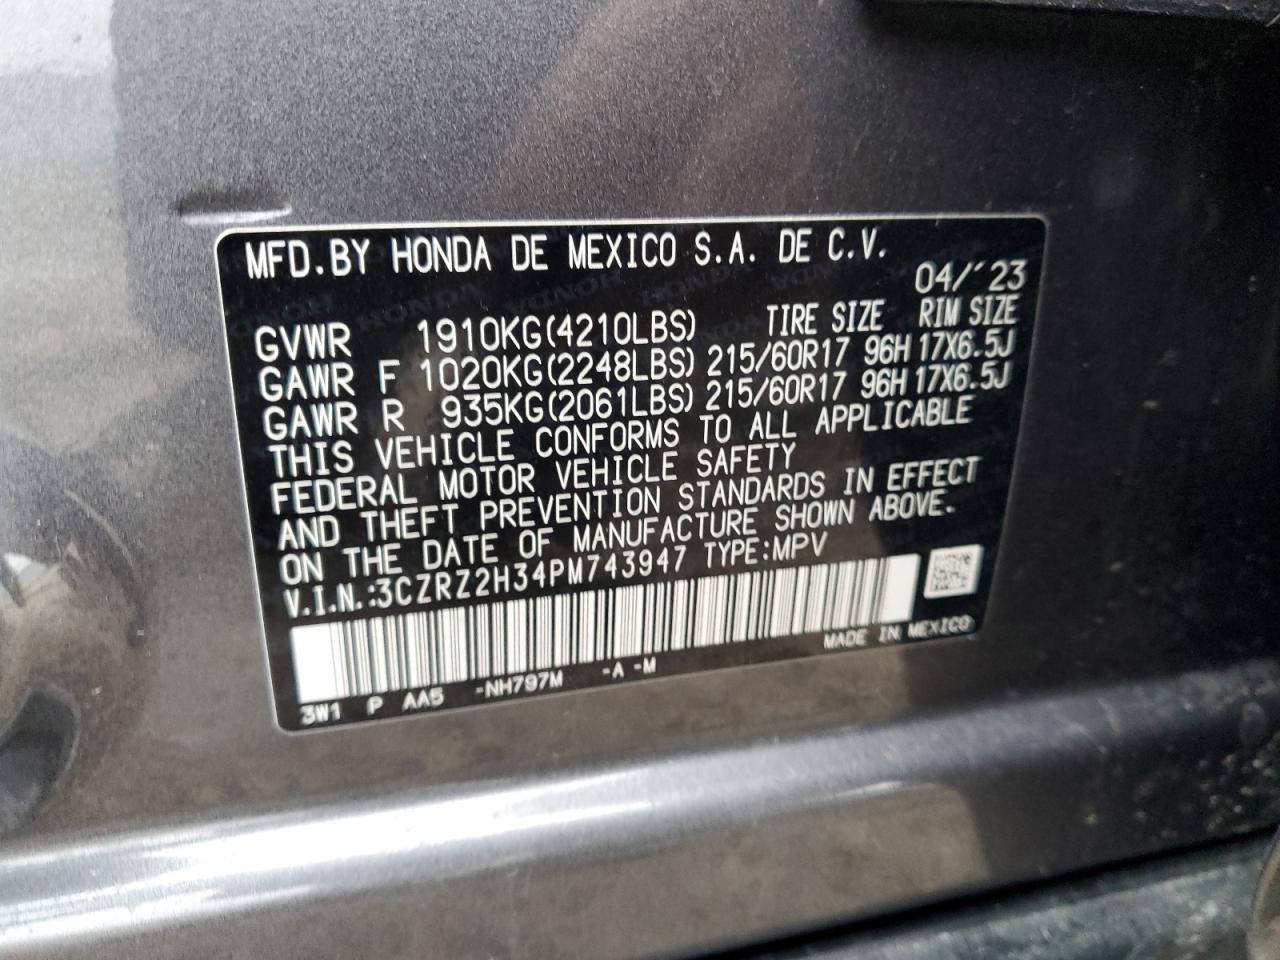 MFD.BY HONDA DE MEXICO S.A. DE C.V.
04/´23
GVWR 1910KG(4210LBS) TIRE SIZE RIM SIZE
GAWR F 1020KG(2248LBS) 215/60R17 96H 17X6.5J
GAWR R 935KG(2061LBS) 215/60R17 96H 17X6.5J
THIS VEHICLE CONFORMS TO ALL APPLICABLE
FEDERAL MOTOR VEHICLE SAFETY
AND THEFT PREVENTION STANDARDS IN EFFECT
ON THE DATE OF MANUFACTURE SHOWN ABOVE.
V.I.N.:3CZRZ2H34PM743947 TYPE:MPV
MADE IN MEXICO
3W1 P AA5 -NH797M -A -M